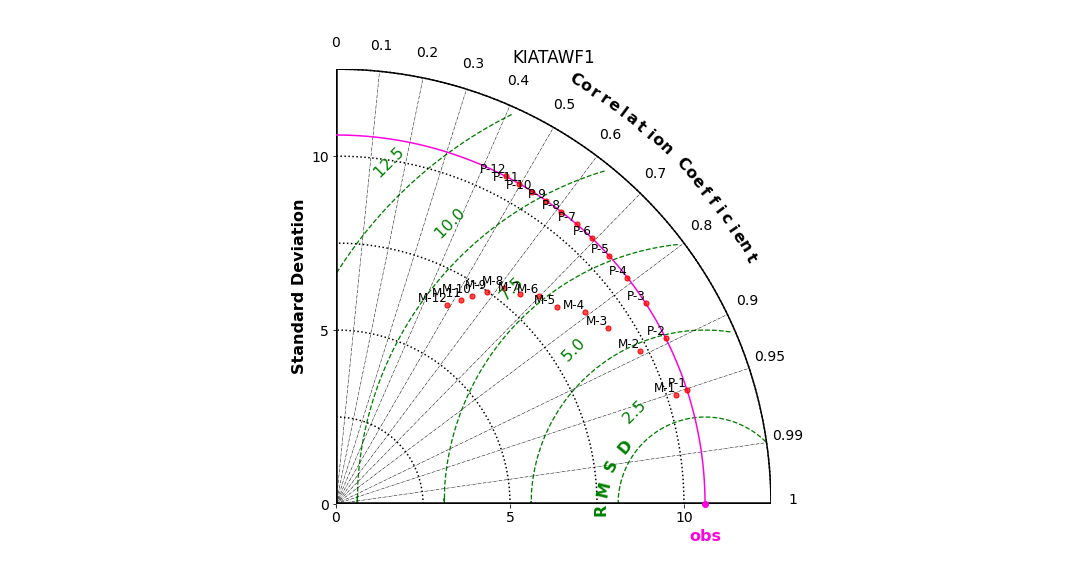 KIATAWF1
0
0.1
0.2
0.3
0.4
0.5
0.6
0.7
0.8
0.9
0.95
0.99
1
Correlation Coefficient
Standard Deviation
10
5
0
0
5
10
obs
12.5
10.0
7.5
5.0
2.5
RMSD
P-12
P-11
P-10
P-9
P-8
P-7
P-6
P-5
P-4
P-3
P-2
P-1
M-12
M-11
M-10
M-9
M-8
M-7
M-6
M-5
M-4
M-3
M-2
M-1